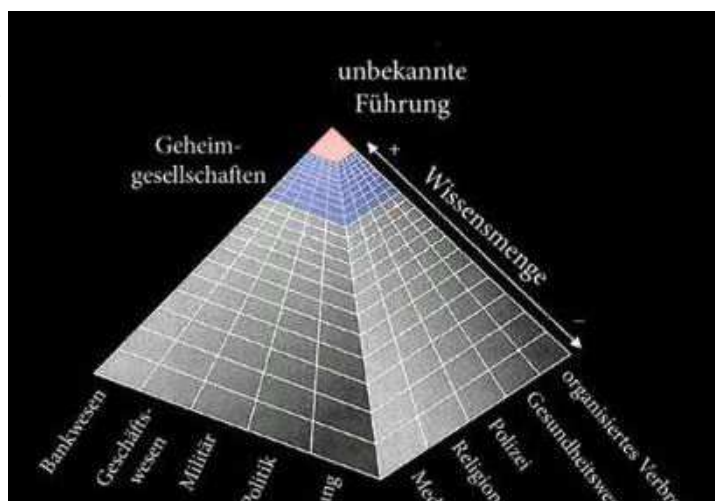 unbekannte
Führung
Geheim-
gesellschaften
+
Wissensmenge
–
Bankwesen
Geschäfts-
wesen
Militär
Politik
Religion
Polizei
organisiertes